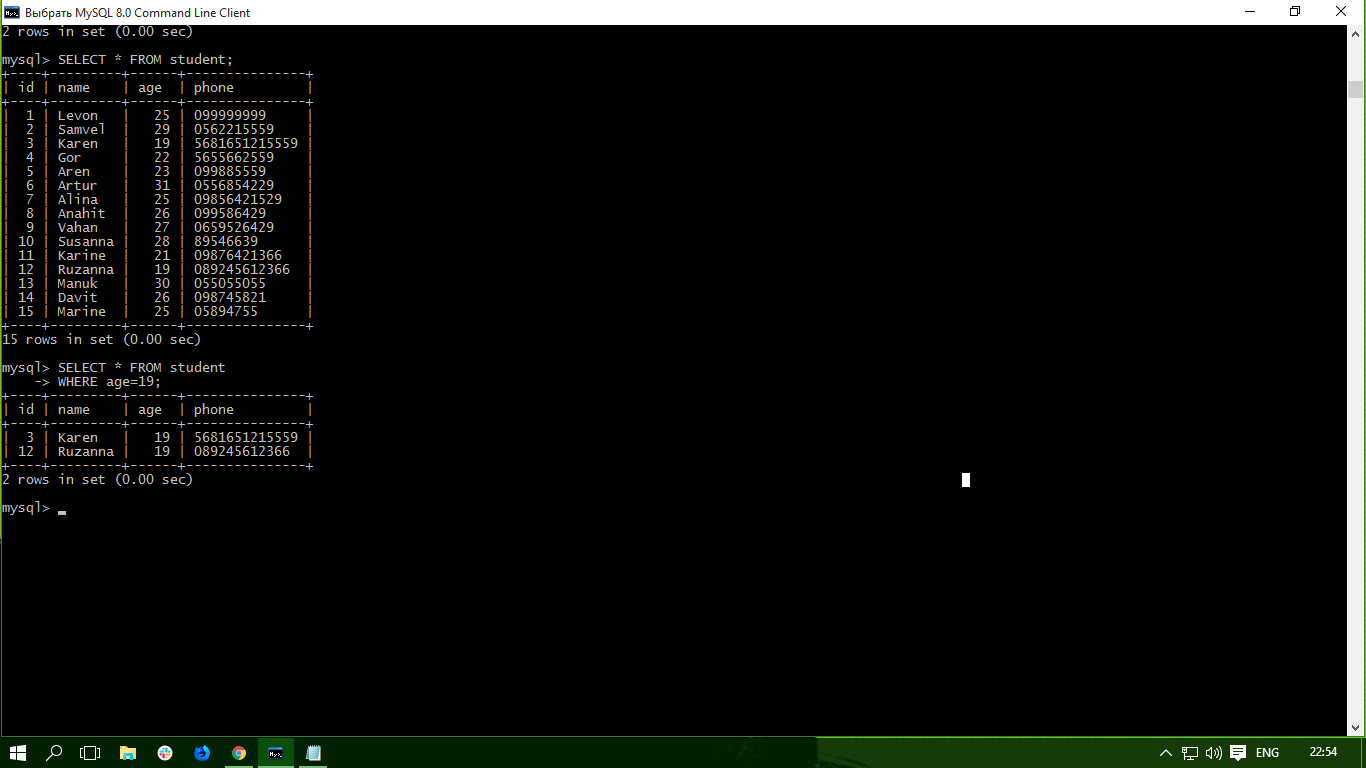 Выбрать MySQL 8.0 Command Line Client
2 rows in set (0.00 sec)
mysql> SELECT * FROM student;
+----+---------+------+---------------+
| id | name    | age  | phone         |
+----+---------+------+---------------+
|  1 | Levon   |   25 | 099999999     |
|  2 | Samvel  |   29 | 0562215559    |
|  3 | Karen   |   19 | 5681651215559 |
|  4 | Gor     |   22 | 5655662559    |
|  5 | Aren    |   23 | 099885559     |
|  6 | Artur   |   31 | 0556854229    |
|  7 | Alina   |   25 | 09856421529   |
|  8 | Anahit  |   26 | 099586429     |
|  9 | Vahan   |   27 | 0659526429    |
| 10 | Susanna |   28 | 89546639      |
| 11 | Karine  |   21 | 09876421366   |
| 12 | Ruzanna |   19 | 089245612366  |
| 13 | Manuk   |   30 | 055055055     |
| 14 | Davit   |   26 | 098745821     |
| 15 | Marine  |   25 | 05894755      |
+----+---------+------+---------------+
15 rows in set (0.00 sec)
mysql> SELECT * FROM student
    -> WHERE age=19;
+----+---------+------+---------------+
| id | name    | age  | phone         |
+----+---------+------+---------------+
|  3 | Karen   |   19 | 5681651215559 |
| 12 | Ruzanna |   19 | 089245612366  |
+----+---------+------+---------------+
2 rows in set (0.00 sec)
mysql> _
ENG
22:54